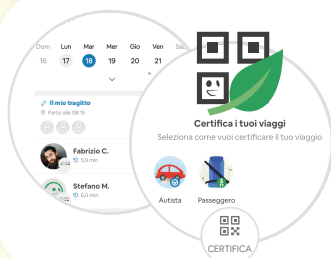 Dom Lun Mar Mer Gio Ven Sab
16 17 18 19 20 21
Il mio tragitto
Parto alle 08:15
Fabrizio C.
5,9 min
Stefano M.
6,0 min
Certifica i tuoi viaggi
Seleziona come vuoi certificare il tuo viaggio
Autista Passeggero
CERTIFICA